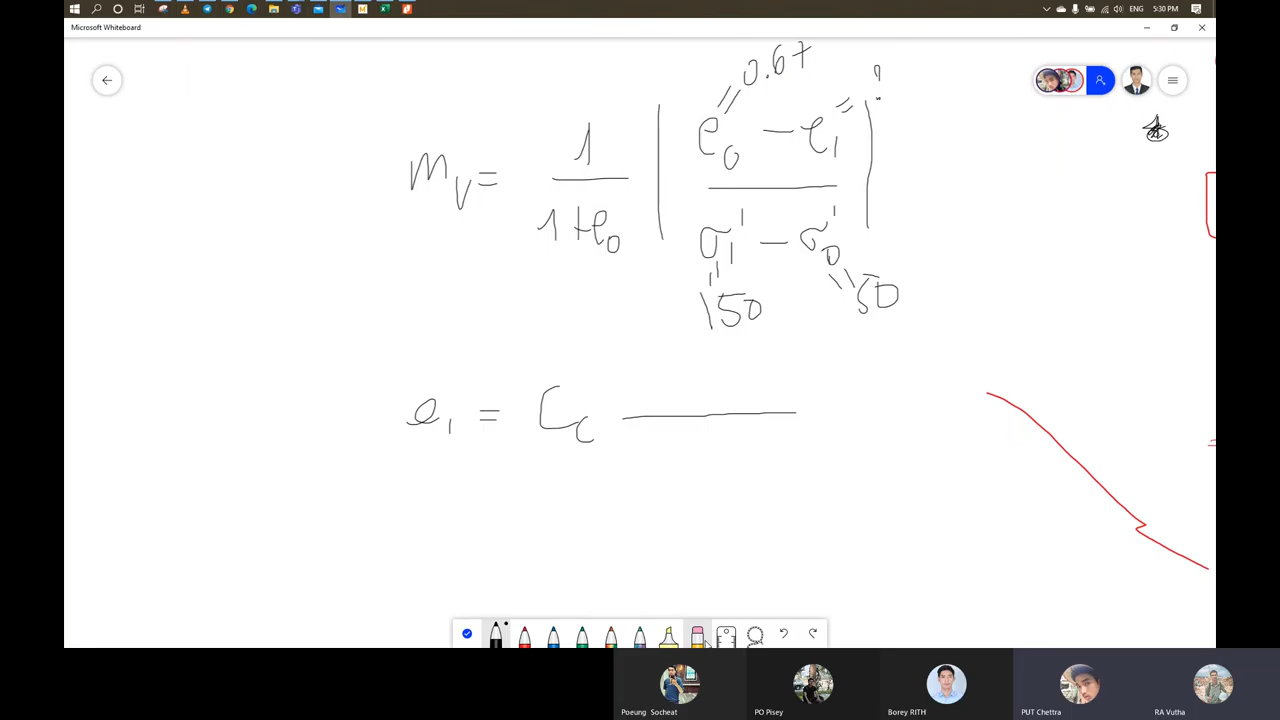 ENG 5:30 PM
Microsoft Whiteboard
0.67
?
mv = 1 / 1+e0 | e0 − e1 = / σ1' − σ0' |
150 50
e1 = Cc
Poeung Socheat PO Pisey Borey RITH PUT Chettra RA Vutha